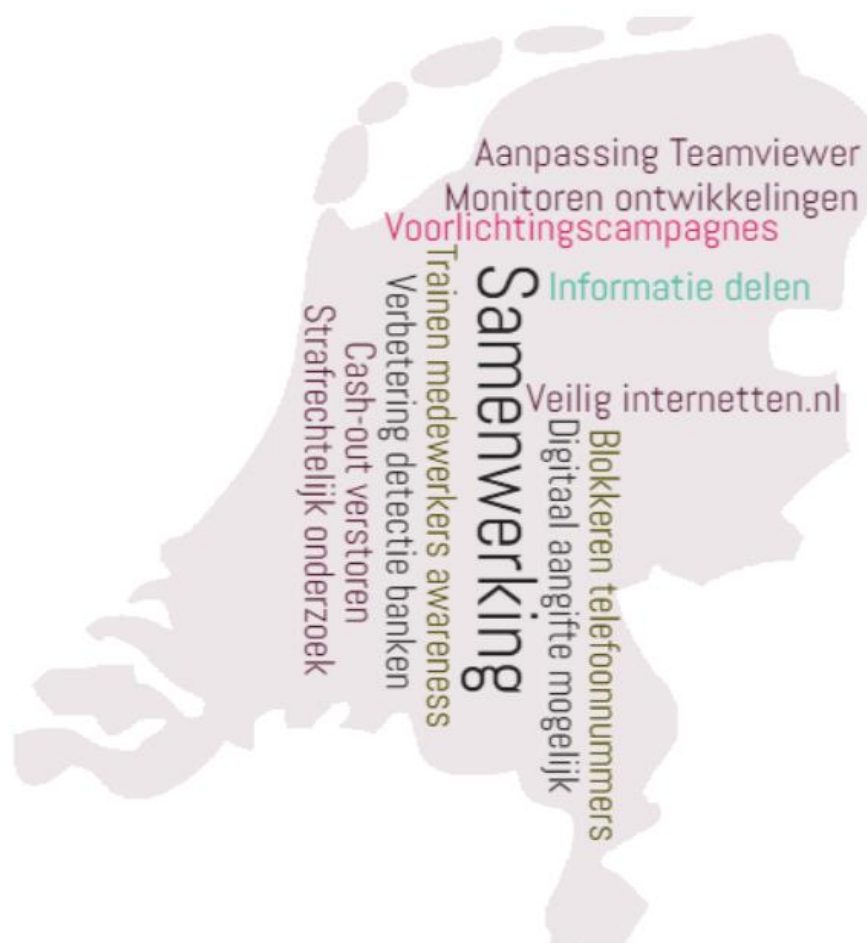 Aanpassing Teamviewer
Monitoren ontwikkelingen
Voorlichtingscampagnes
Informatie delen
Veilig internetten.nl
Strafrechtelijk onderzoek
Cash-out verstoren
Verbetering detectie banken
Trainen medewerkers awareness
Samenwerking
Digitaal aangifte mogelijk
Blokkeren telefoonnummers